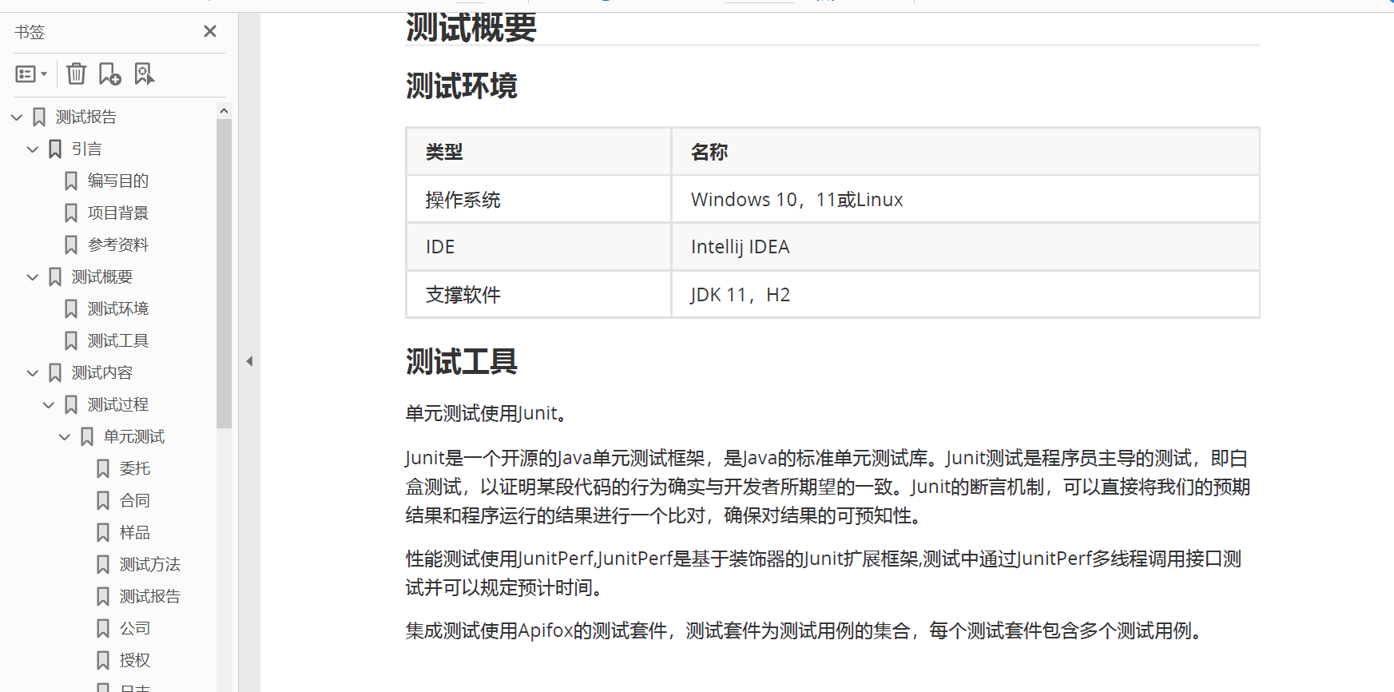 书签
测试报告
引言
编写目的
项目背景
参考资料
测试概要
测试环境
测试工具
测试内容
测试过程
单元测试
委托
合同
样品
测试方法
测试报告
公司
授权
日志
测试概要
测试环境
类型 名称
操作系统 Windows 10，11或Linux
IDE Intellij IDEA
支撑软件 JDK 11，H2
测试工具
单元测试使用Junit。
Junit是一个开源的Java单元测试框架，是Java的标准单元测试库。Junit测试是程序员主导的测试，即白
盒测试，以证明某段代码的行为确实与开发者所期望的一致。Junit的断言机制，可以直接将我们的预期
结果和程序运行的结果进行一个比对，确保对结果的可预知性。
性能测试使用JunitPerf,JunitPerf是基于装饰器的Junit扩展框架,测试中通过JunitPerf多线程调用接口测
试并可以规定预计时间。
集成测试使用Apifox的测试套件，测试套件为测试用例的集合，每个测试套件包含多个测试用例。